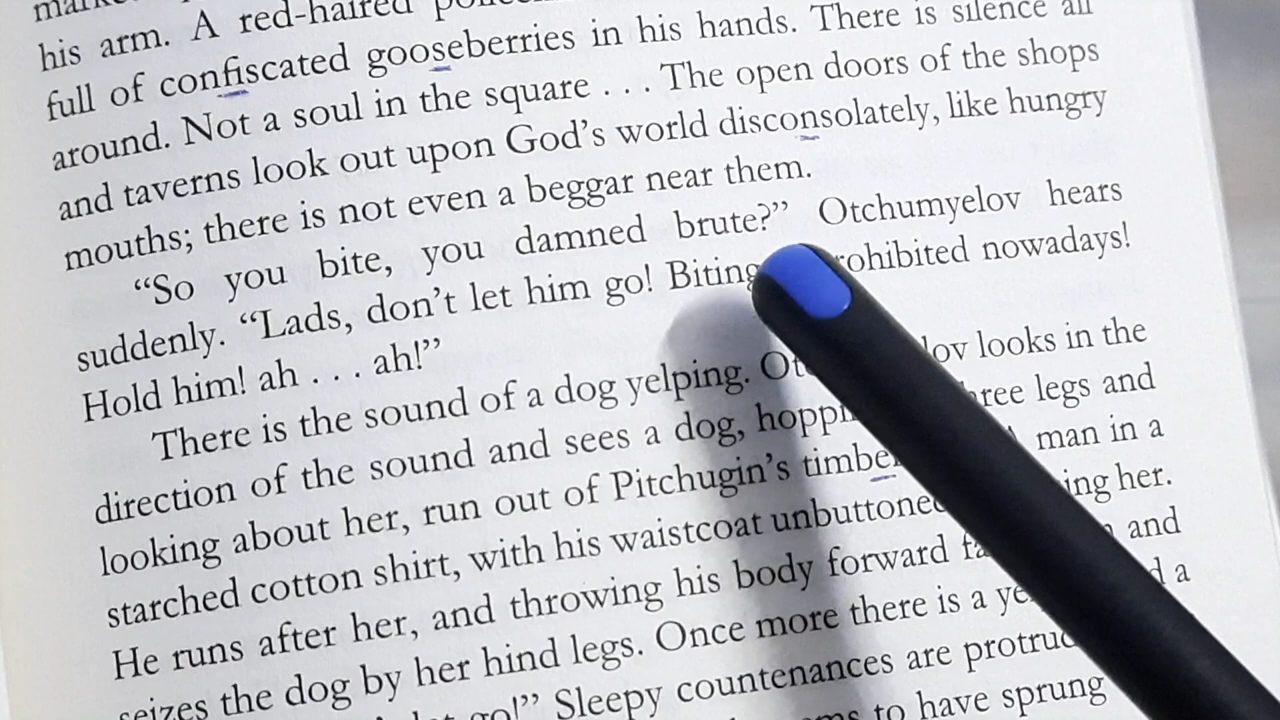 his arm. A red-haired
full of confiscated gooseberries in his hands. There is silence all
around. Not a soul in the square . . . The open doors of the shops
and taverns look out upon God's world disconsolately, like hungry
mouths; there is not even a beggar near them.
"So you bite, you damned brute?" Otchumyelov hears
suddenly. "Lads, don't let him go! Biting rohibited nowadays!
Hold him! ah . . . ah!"
There is the sound of a dog yelping. Ot lov looks in the
direction of the sound and sees a dog, hoppi ree legs and
looking about her, run out of Pitchugin's timbe A man in a
starched cotton shirt, with his waistcoat unbuttoned ing her.
He runs after her, and throwing his body forward fa and
seizes the dog by her hind legs. Once more there is a ye d a
let go!" Sleepy countenances are protru
to have sprung